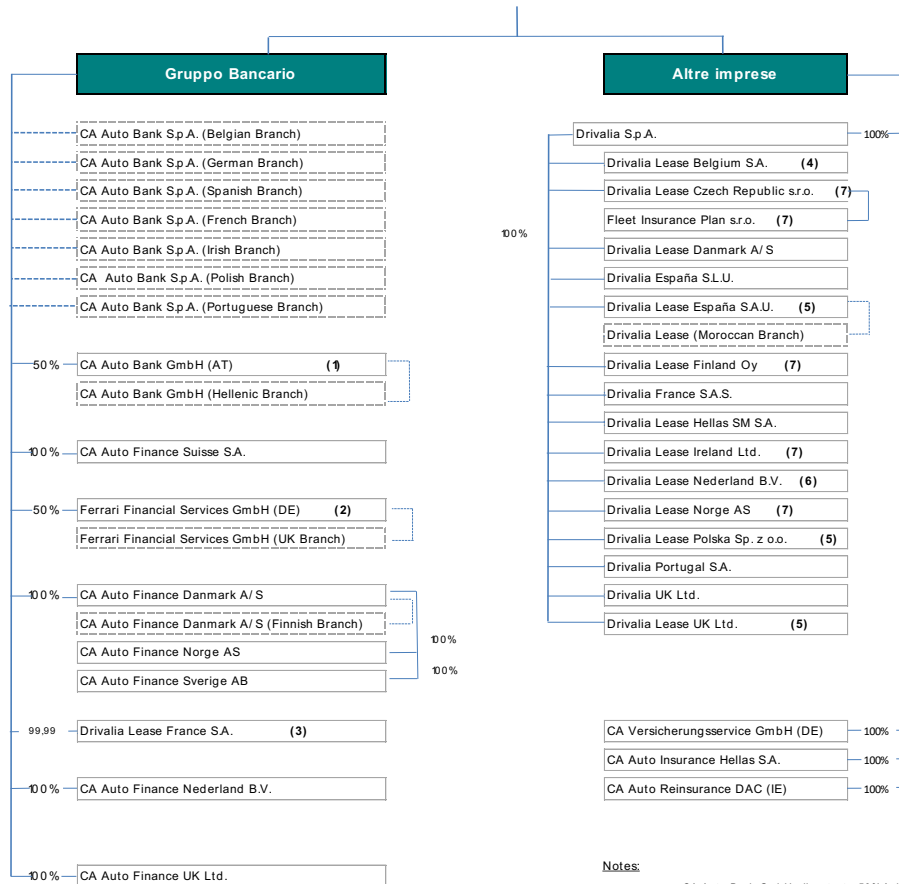 Gruppo Bancario
CA Auto Bank S.p.A. (Belgian Branch)
CA Auto Bank S.p.A. (German Branch)
CA Auto Bank S.p.A. (Spanish Branch)
CA Auto Bank S.p.A. (French Branch)
CA Auto Bank S.p.A. (Irish Branch)
CA Auto Bank S.p.A. (Polish Branch)
CA Auto Bank S.p.A. (Portuguese Branch)
50% CA Auto Bank GmbH (AT) (1)
CA Auto Bank GmbH (Hellenic Branch)
100% CA Auto Finance Suisse S.A.
50% Ferrari Financial Services GmbH (DE) (2)
Ferrari Financial Services GmbH (UK Branch)
100% CA Auto Finance Danmark A/S
CA Auto Finance Danmark A/S (Finnish Branch)
100%
CA Auto Finance Norge AS
100%
CA Auto Finance Sverige AB
99,99 Drivalia Lease France S.A. (3)
100% CA Auto Finance Nederland B.V.
100% CA Auto Finance UK Ltd.
Altre imprese
Drivalia S.p.A. 100%
Drivalia Lease Belgium S.A. (4)
Drivalia Lease Czech Republic s.r.o. (7)
Fleet Insurance Plan s.r.o. (7)
100%
Drivalia Lease Danmark A/S
Drivalia España S.L.U.
Drivalia Lease España S.A.U. (5)
Drivalia Lease (Moroccan Branch)
Drivalia Lease Finland Oy (7)
Drivalia France S.A.S.
Drivalia Lease Hellas SM S.A.
Drivalia Lease Ireland Ltd. (7)
Drivalia Lease Nederland B.V. (6)
Drivalia Lease Norge AS (7)
Drivalia Lease Polska Sp. z o.o. (5)
Drivalia Portugal S.A.
Drivalia UK Ltd.
Drivalia Lease UK Ltd. (5)
CA Versicherungsservice GmbH (DE) 100%
CA Auto Insurance Hellas S.A. 100%
CA Auto Reinsurance DAC (IE) 100%
Notes: